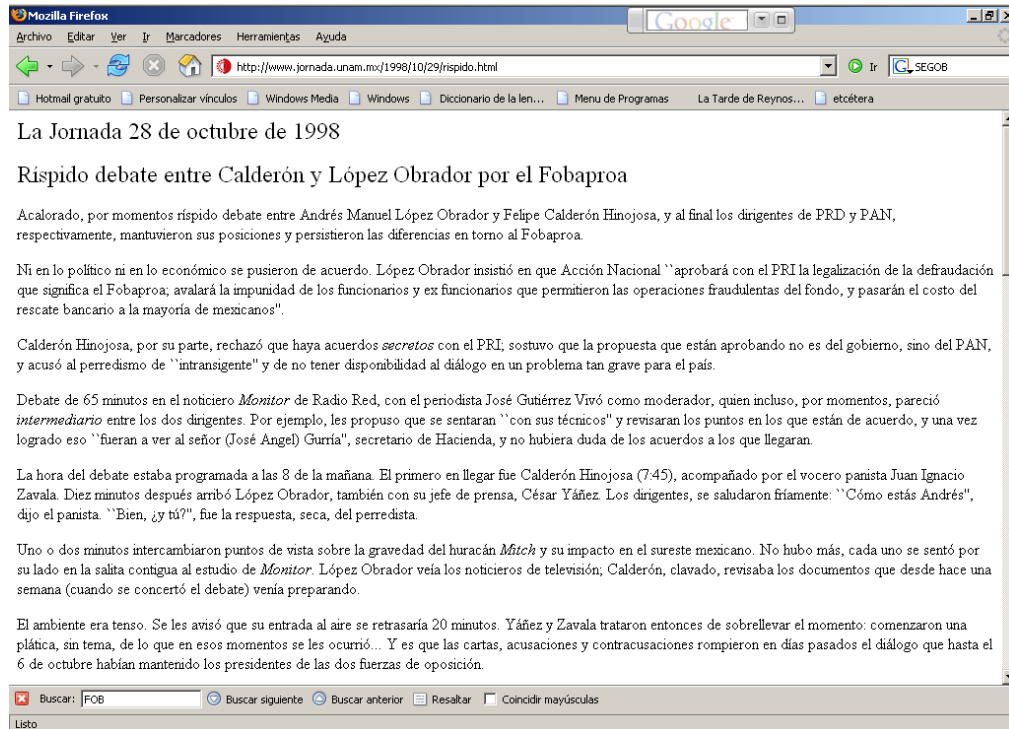 Mozilla Firefox
Google
Archivo Editar Ver Ir Marcadores Herramientas Ayuda
http://www.jornada.unam.mx/1998/10/29/rispido.html Ir G SEGOB
Hotmail gratuito Personalizar vínculos Windows Media Windows Diccionario de la len... Menu de Programas La Tarde de Reynos... etcétera
La Jornada 28 de octubre de 1998
Ríspido debate entre Calderón y López Obrador por el Fobaproa
Acalorado, por momentos ríspido debate entre Andrés Manuel López Obrador y Felipe Calderón Hinojosa, y al final los dirigentes de PRD y PAN,
respectivamente, mantuvieron sus posiciones y persistieron las diferencias en torno al Fobaproa.
Ni en lo político ni en lo económico se pusieron de acuerdo. López Obrador insistió en que Acción Nacional ``aprobará con el PRI la legalización de la defraudación
que significa el Fobaproa; avalará la impunidad de los funcionarios y ex funcionarios que permitieron las operaciones fraudulentas del fondo, y pasarán el costo del
rescate bancario a la mayoría de mexicanos''.
Calderón Hinojosa, por su parte, rechazó que haya acuerdos secretos con el PRI; sostuvo que la propuesta que están aprobando no es del gobierno, sino del PAN,
y acusó al perredismo de ``intransigente'' y de no tener disponibilidad al diálogo en un problema tan grave para el país.
Debate de 65 minutos en el noticiero Monitor de Radio Red, con el periodista José Gutiérrez Vivó como moderador, quien incluso, por momentos, pareció
intermediario entre los dos dirigentes. Por ejemplo, les propuso que se sentaran ``con sus técnicos'' y revisaran los puntos en los que están de acuerdo, y una vez
logrado eso ``fueran a ver al señor (José Angel) Gurría'', secretario de Hacienda, y no hubiera duda de los acuerdos a los que llegaran.
La hora del debate estaba programada a las 8 de la mañana. El primero en llegar fue Calderón Hinojosa (7:45), acompañado por el vocero panista Juan Ignacio
Zavala. Diez minutos después arribó López Obrador, también con su jefe de prensa, César Yáñez. Los dirigentes, se saludaron fríamente: ``Cómo estás Andrés'',
dijo el panista. ``Bien, ¿y tú?'', fue la respuesta, seca, del perredista.
Uno o dos minutos intercambiaron puntos de vista sobre la gravedad del huracán Mitch y su impacto en el sureste mexicano. No hubo más, cada uno se sentó por
su lado en la salita contigua al estudio de Monitor. López Obrador veía los noticieros de televisión; Calderón, clavado, revisaba los documentos que desde hace una
semana (cuando se concertó el debate) venía preparando.
El ambiente era tenso. Se les avisó que su entrada al aire se retrasaría 20 minutos. Yáñez y Zavala trataron entonces de sobrellevar el momento: comenzaron una
plática, sin tema, de lo que en esos momentos se les ocurrió... Y es que las cartas, acusaciones y contracusaciones rompieron en días pasados el diálogo que hasta el
6 de octubre habían mantenido los presidentes de las dos fuerzas de oposición.
Buscar: FOB Buscar siguiente Buscar anterior Resaltar Coincidir mayúsculas
Listo